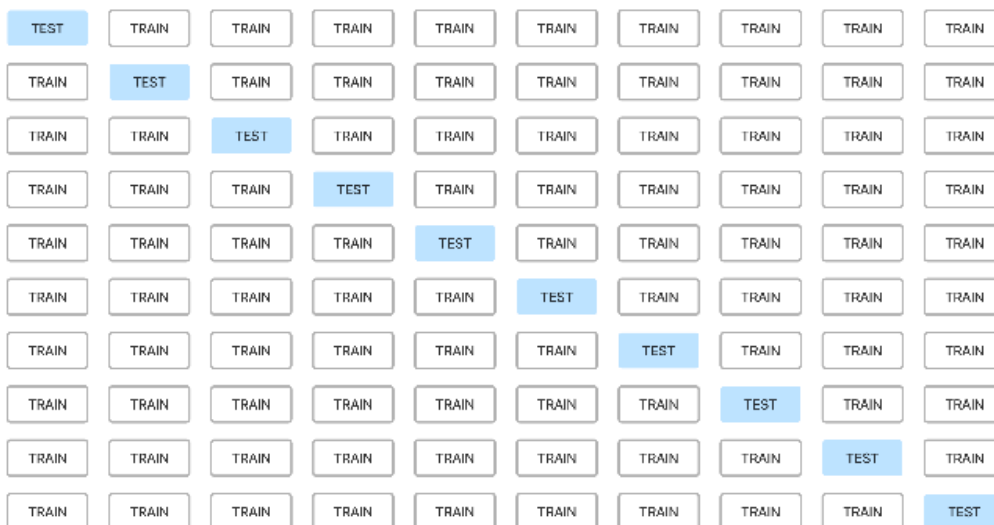 TEST TRAIN TRAIN TRAIN TRAIN TRAIN TRAIN TRAIN TRAIN TRAIN
TRAIN TEST TRAIN TRAIN TRAIN TRAIN TRAIN TRAIN TRAIN TRAIN
TRAIN TRAIN TEST TRAIN TRAIN TRAIN TRAIN TRAIN TRAIN TRAIN
TRAIN TRAIN TRAIN TEST TRAIN TRAIN TRAIN TRAIN TRAIN TRAIN
TRAIN TRAIN TRAIN TRAIN TEST TRAIN TRAIN TRAIN TRAIN TRAIN
TRAIN TRAIN TRAIN TRAIN TRAIN TEST TRAIN TRAIN TRAIN TRAIN
TRAIN TRAIN TRAIN TRAIN TRAIN TRAIN TEST TRAIN TRAIN TRAIN
TRAIN TRAIN TRAIN TRAIN TRAIN TRAIN TRAIN TEST TRAIN TRAIN
TRAIN TRAIN TRAIN TRAIN TRAIN TRAIN TRAIN TRAIN TEST TRAIN
TRAIN TRAIN TRAIN TRAIN TRAIN TRAIN TRAIN TRAIN TRAIN TEST